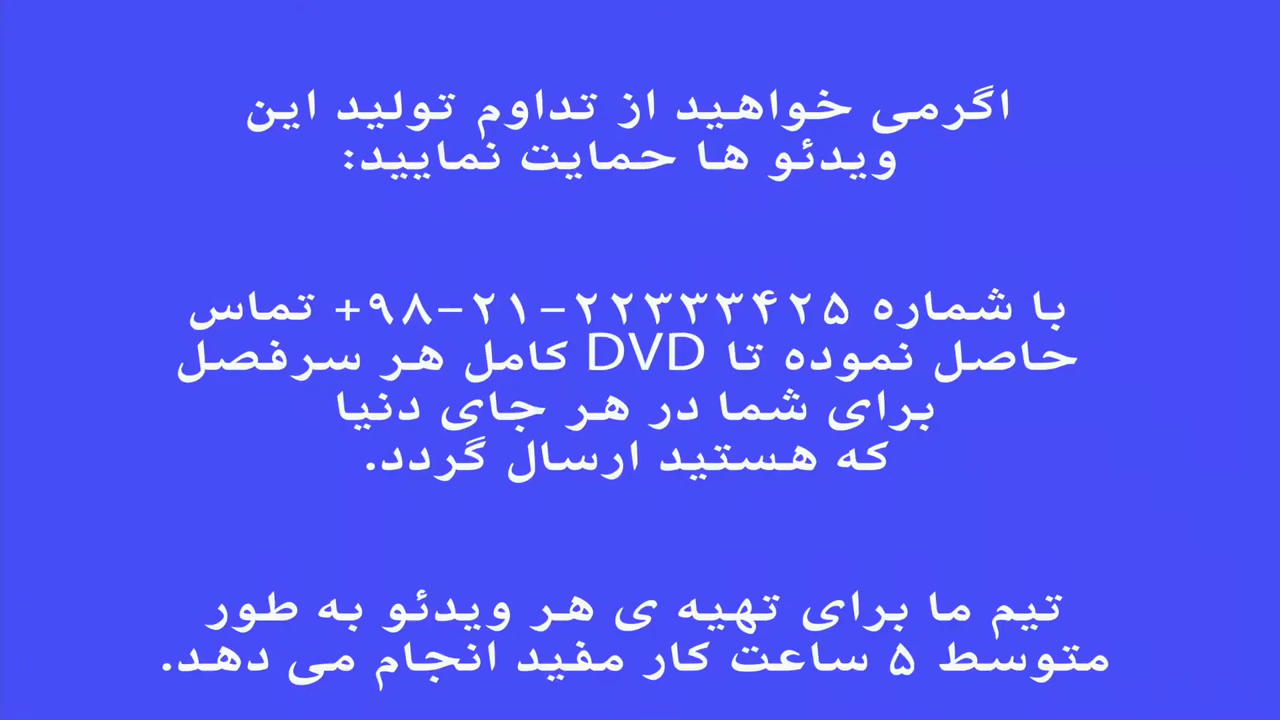 اگرمی خواهید از تداوم تولید این
ویدئو ها حمایت نمایید:
با شماره ۲۲۳۳۳۴۲۵-۲۱-۹۸+ تماس
حاصل نموده تا DVD کامل هر سرفصل
برای شما در هر جای دنیا
که هستید ارسال گردد.
تیم ما برای تهیه ی هر ویدئو به طور
متوسط ۵ ساعت کار مفید انجام می دهد.